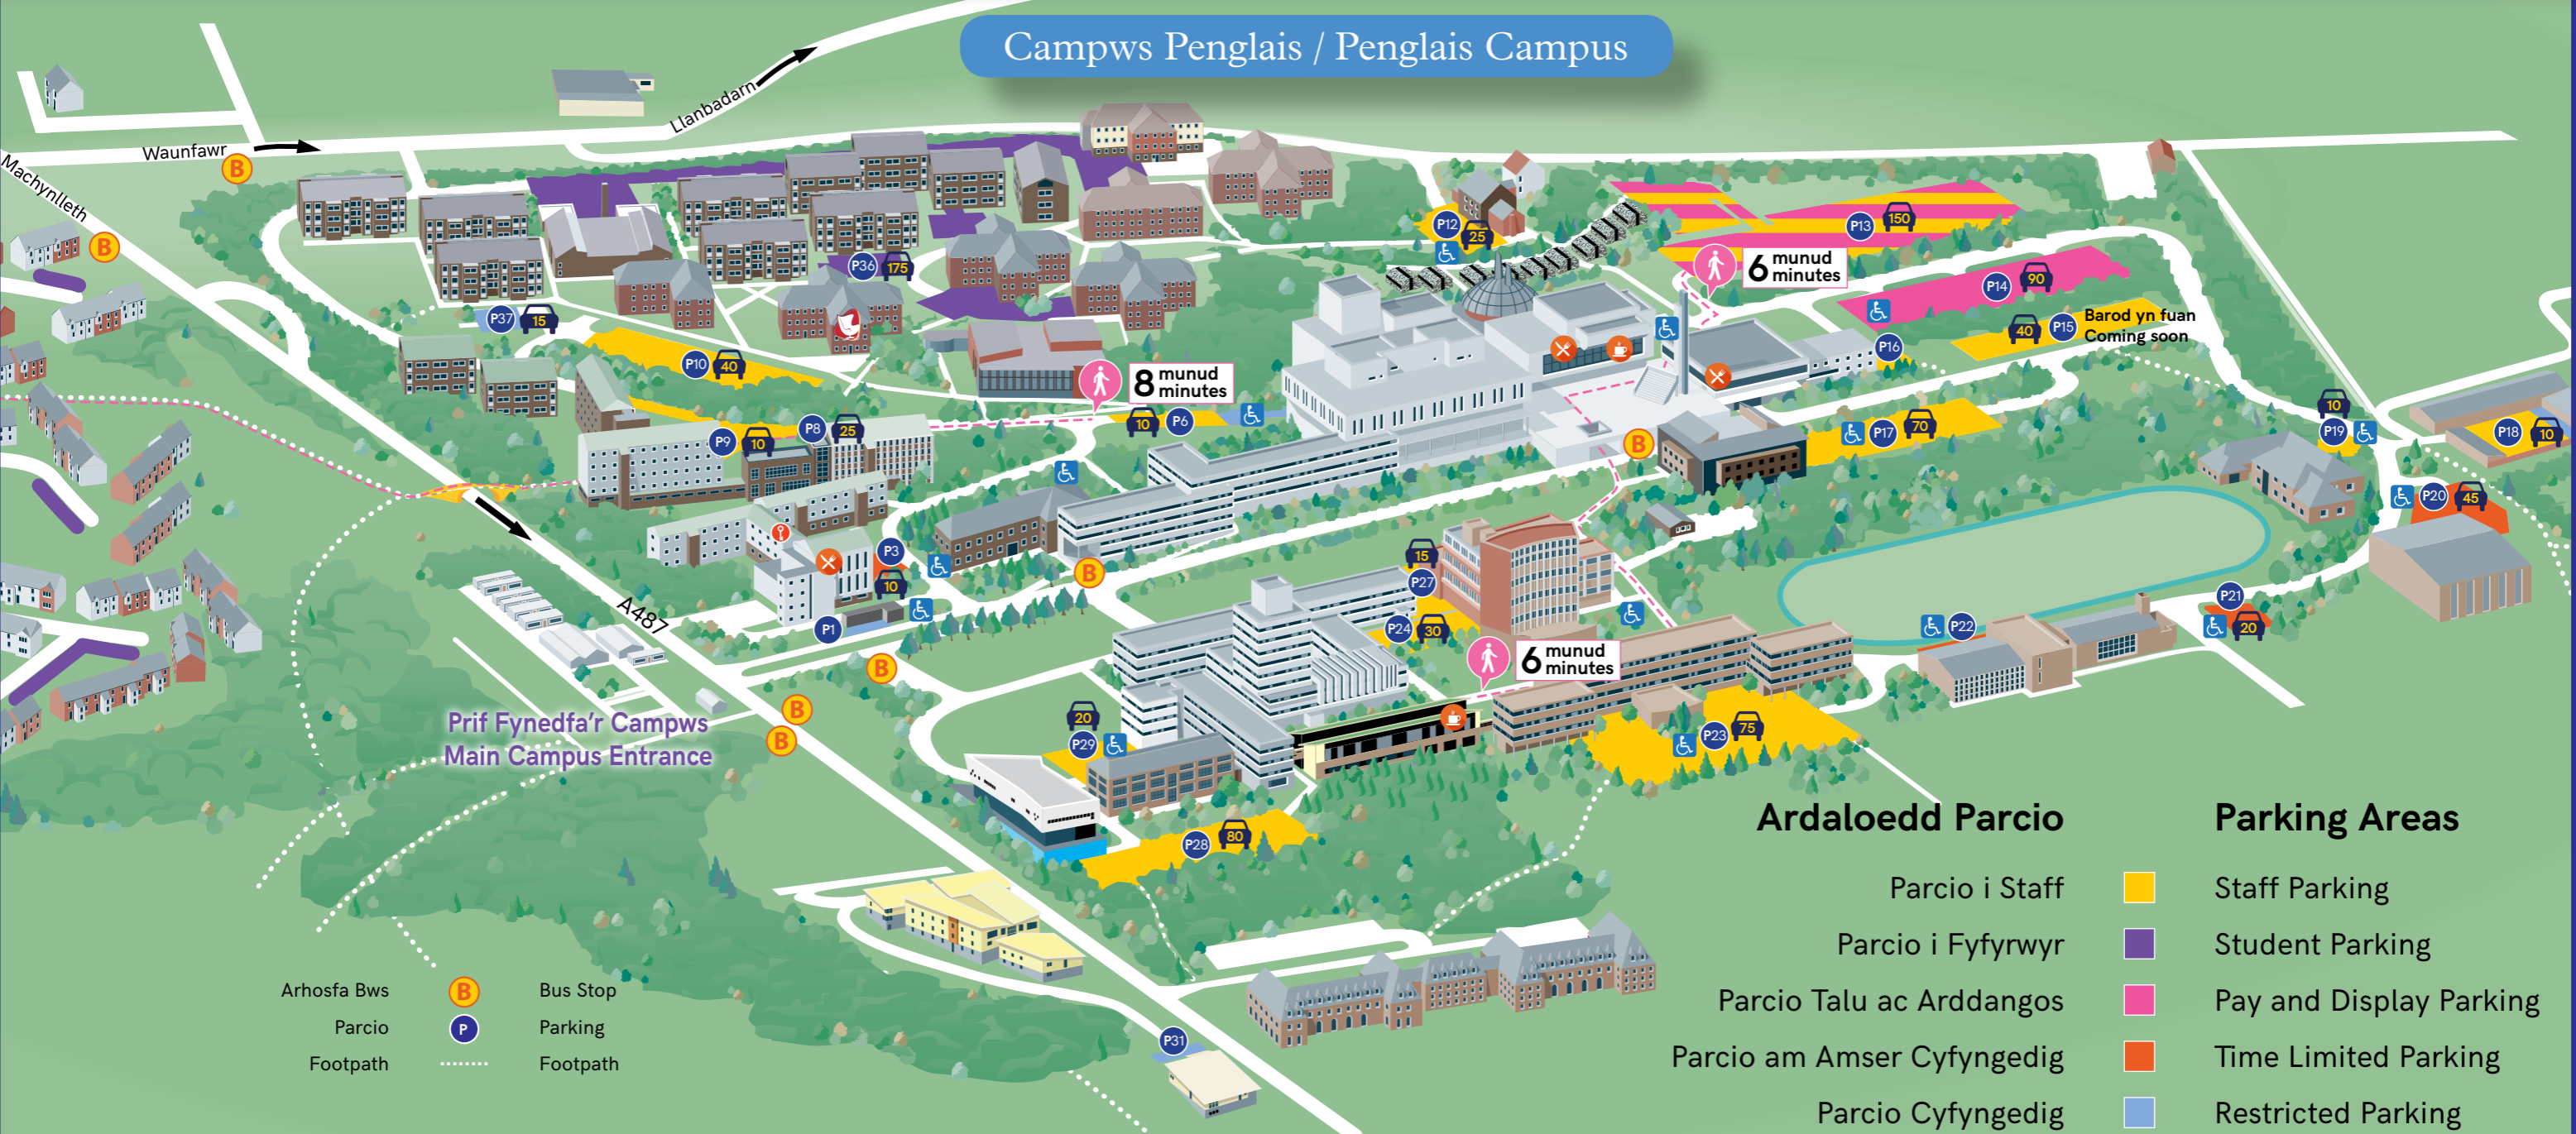 Campws Penglais / Penglais Campus
Llanbadarn
Waunfawr
B
Machynlleth
B
P12
25
P13
150
6 munud
minutes
P36
175
P14
90
P37
15
40
P15
Barod yn fuan
Coming soon
P16
P10
40
8 munud
minutes
10
P6
10
P19
P9
10
P8
25
B
P17
70
P18
10
P20
45
P3
10
B
15
P27
A487
P1
P24
30
P21
20
P22
6 munud
minutes
B
B
B
20
P29
P23
75
Prif Fynedfa'r Campws
Main Campus Entrance
P28
80
P31
Ardaloedd Parcio
Parking Areas
Parcio i Staff
Staff Parking
Parcio i Fyfyrwyr
Student Parking
Parcio Talu ac Arddangos
Pay and Display Parking
Parcio am Amser Cyfyngedig
Time Limited Parking
Parcio Cyfyngedig
Restricted Parking
Arhosfa Bws
B
Bus Stop
Parcio
P
Parking
Footpath
Footpath